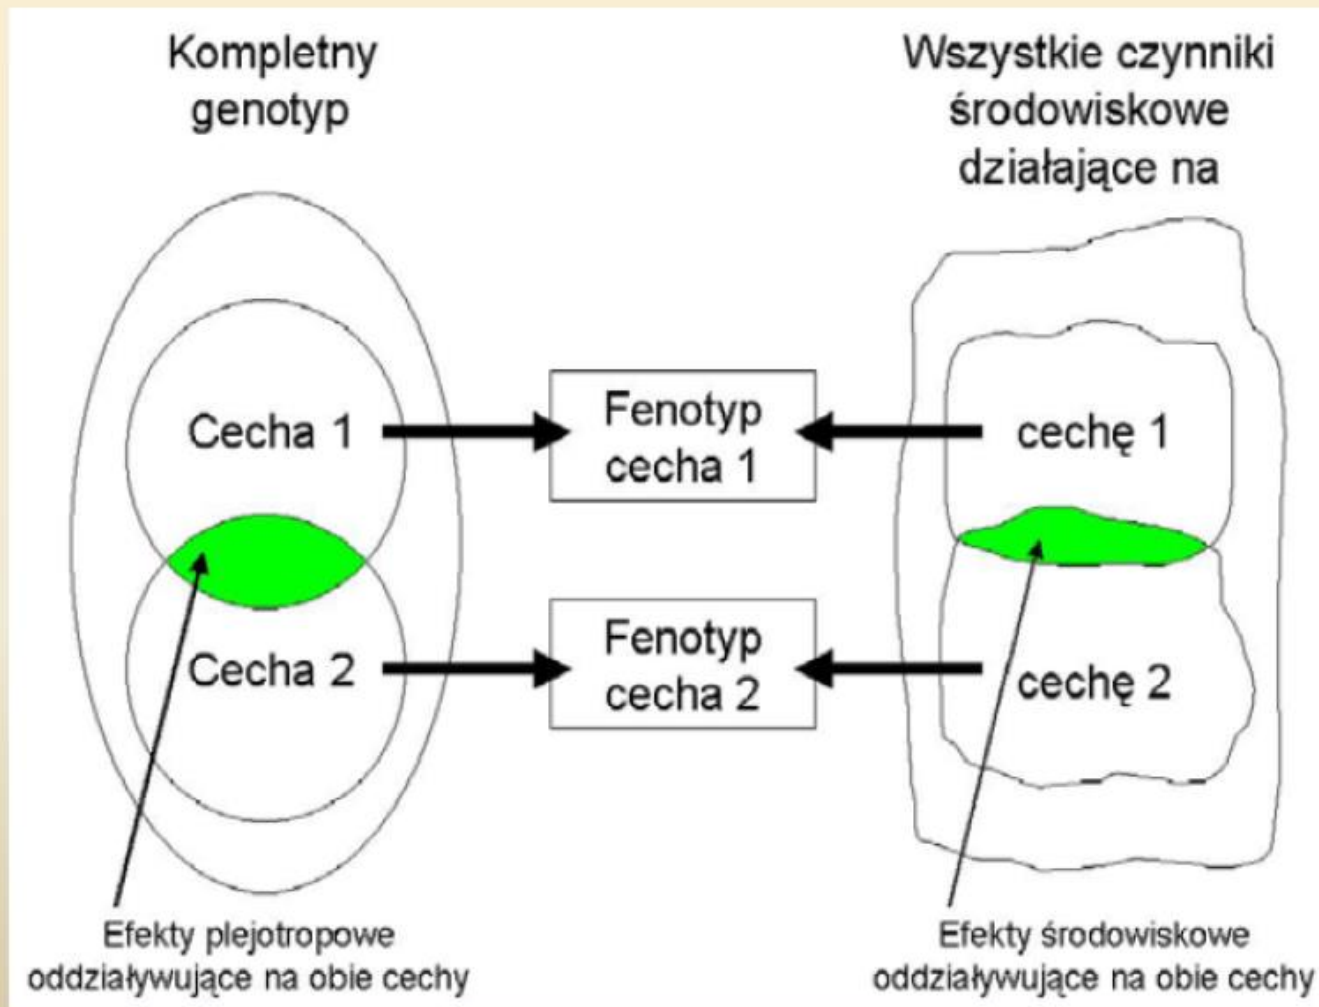 Kompletny
genotyp
Wszystkie czynniki
środowiskowe
działające na
Cecha 1
Fenotyp
cecha 1
cechę 1
Cecha 2
Fenotyp
cecha 2
cechę 2
Efekty plejotropowe
oddziaływujące na obie cechy
Efekty środowiskowe
oddziaływujące na obie cechy